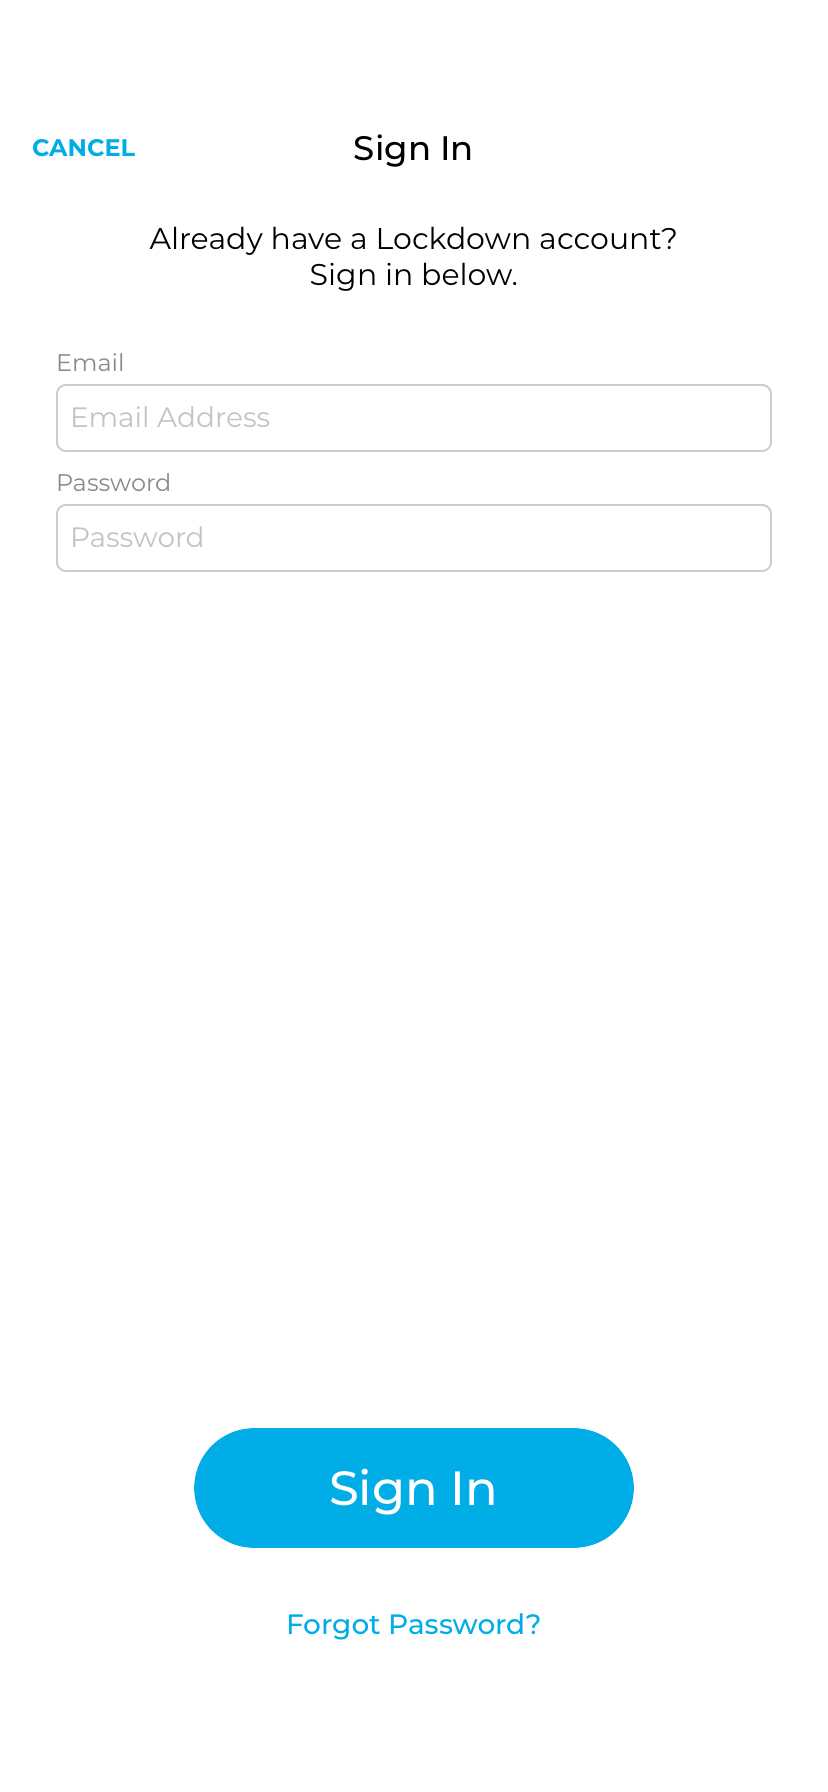 CANCEL
Sign In
Already have a Lockdown account?
Sign in below.
Email
Email Address
Password
Password
Sign In
Forgot Password?